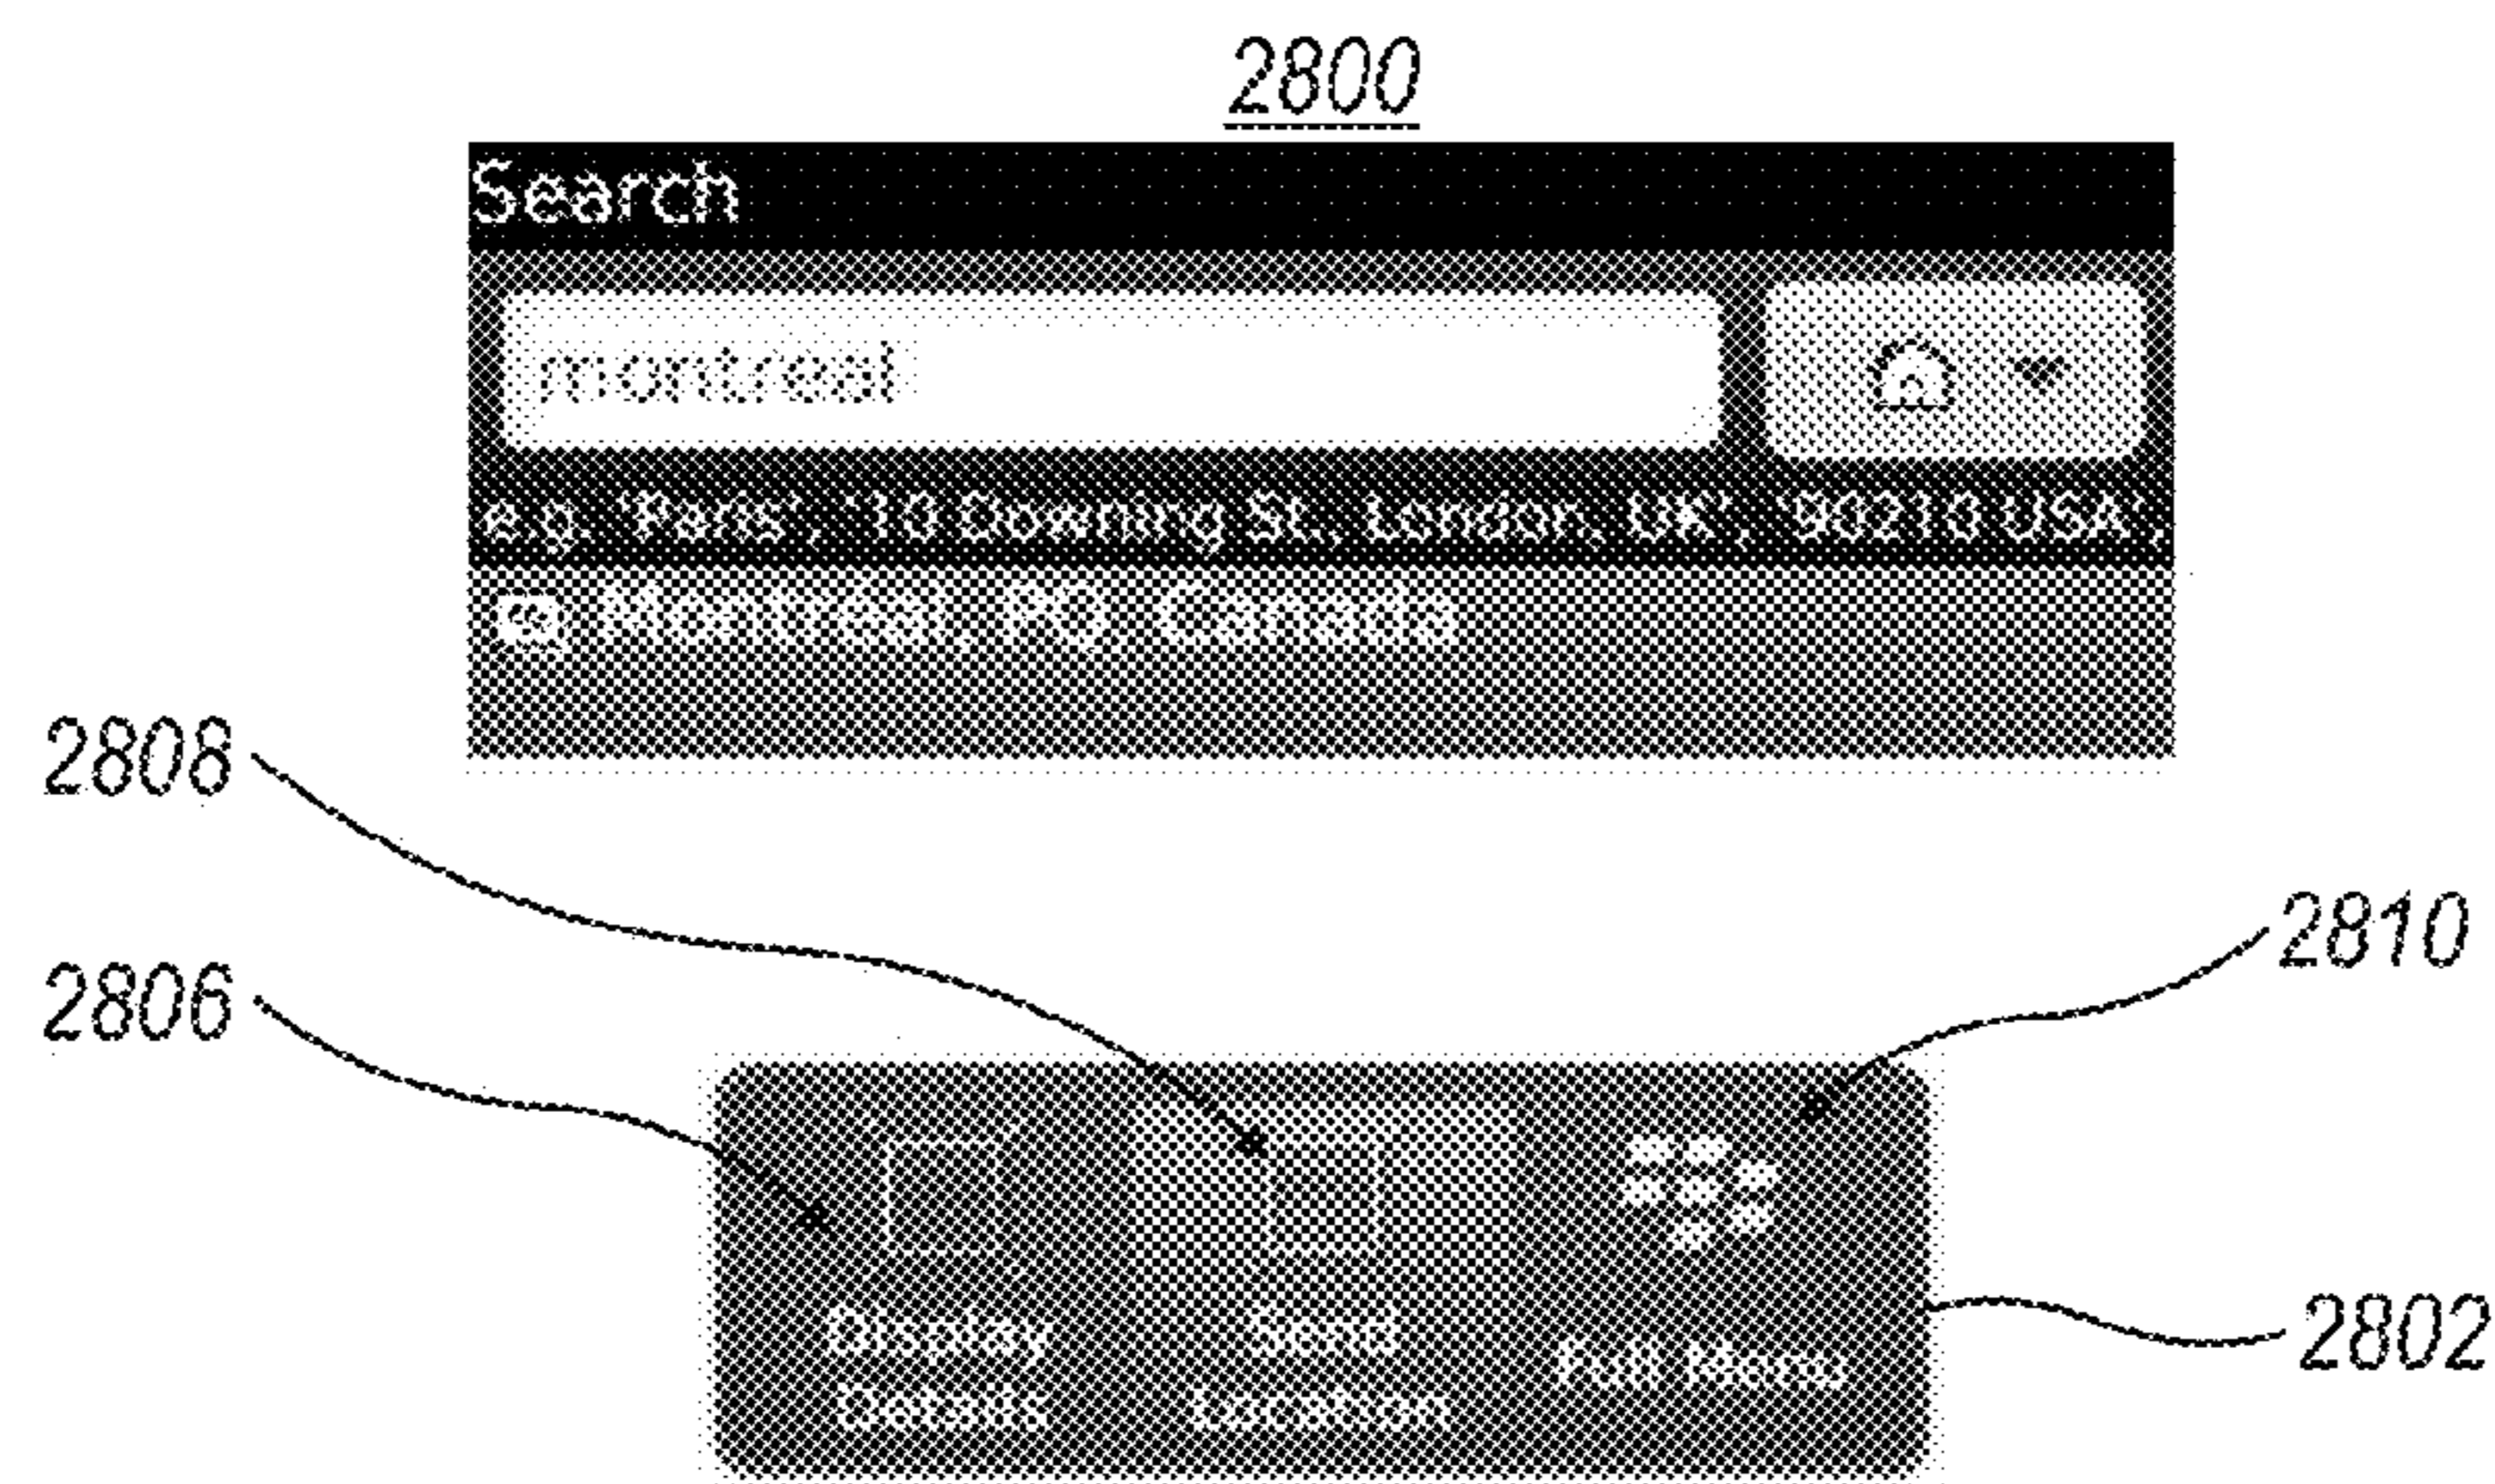 2800
Search
montreal
e.g. 'Paris', '10 Downing St, London, UK', '90210 USA',
Montréal, PQ, Canada
2808
2810
2806
Display Details
Send Location
Full Menu
2802